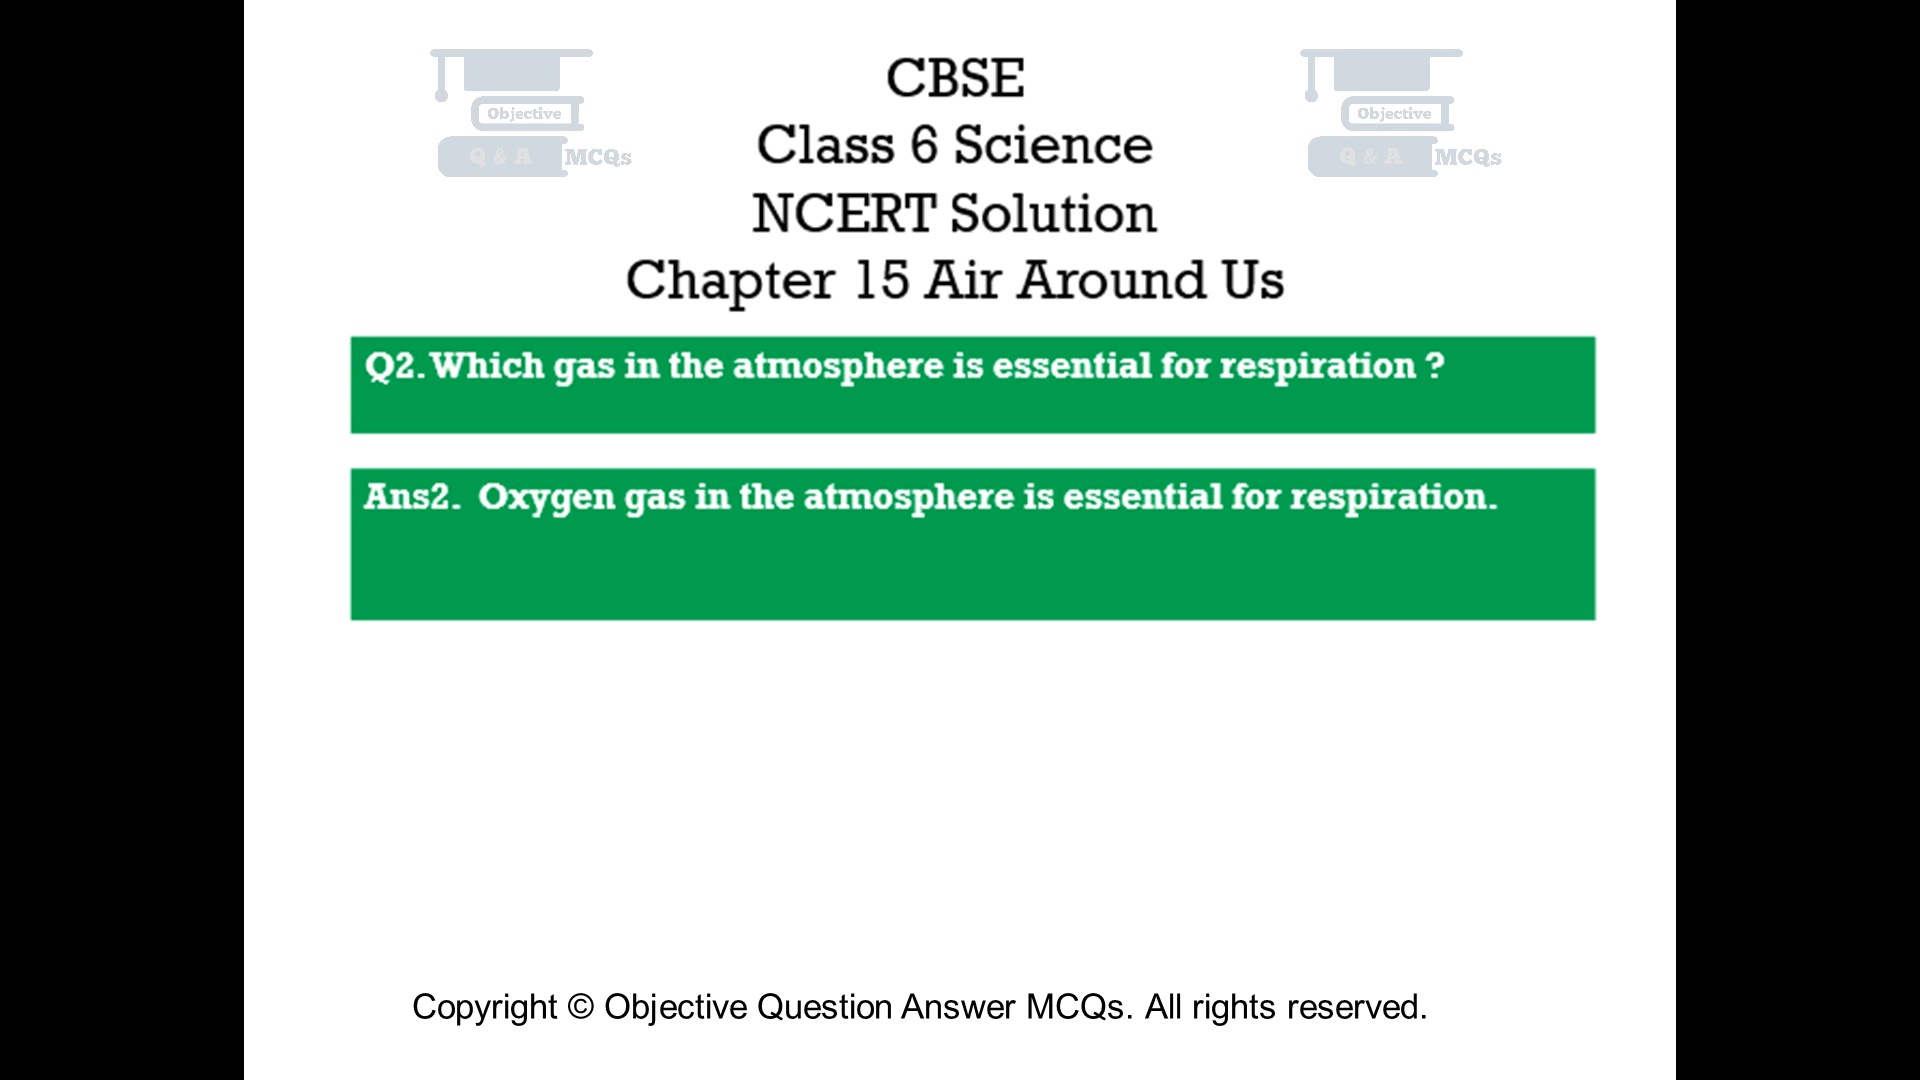 CBSE
Class 6 Science
NCERT Solution
Chapter 15 Air Around Us
Objective
Q & A MCQs
Objective
Q & A MCQs
Q2. Which gas in the atmosphere is essential for respiration ?
Ans2. Oxygen gas in the atmosphere is essential for respiration.
Copyright © Objective Question Answer MCQs. All rights reserved.